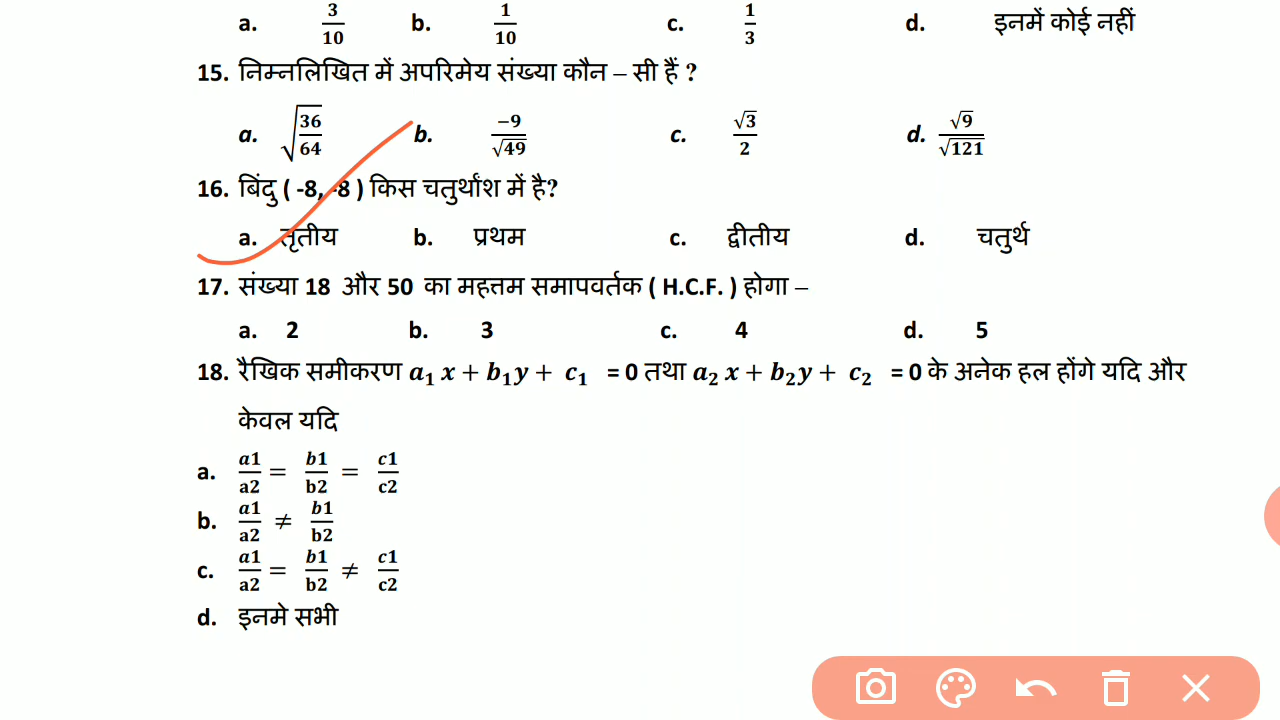 a. 3/10 b. 1/10 c. 1/3 d. इनमें कोई नहीं
15. निम्नलिखित में अपरिमेय संख्या कौन – सी हैं ?
a. √(36/64) b. −9/√49 c. √3/2 d. √9/√121
16. बिंदु ( -8, -8 ) किस चतुर्थांश में है?
a. तृतीय b. प्रथम c. द्वीतीय d. चतुर्थ
17. संख्या 18 और 50 का महत्तम समापवर्तक ( H.C.F. ) होगा –
a. 2 b. 3 c. 4 d. 5
18. रैखिक समीकरण a₁ x + b₁y + c₁ = 0 तथा a₂ x + b₂y + c₂ = 0 के अनेक हल होंगे यदि और
केवल यदि
a. a1/a2 = b1/b2 = c1/c2
b. a1/a2 ≠ b1/b2
c. a1/a2 = b1/b2 ≠ c1/c2
d. इनमे सभी